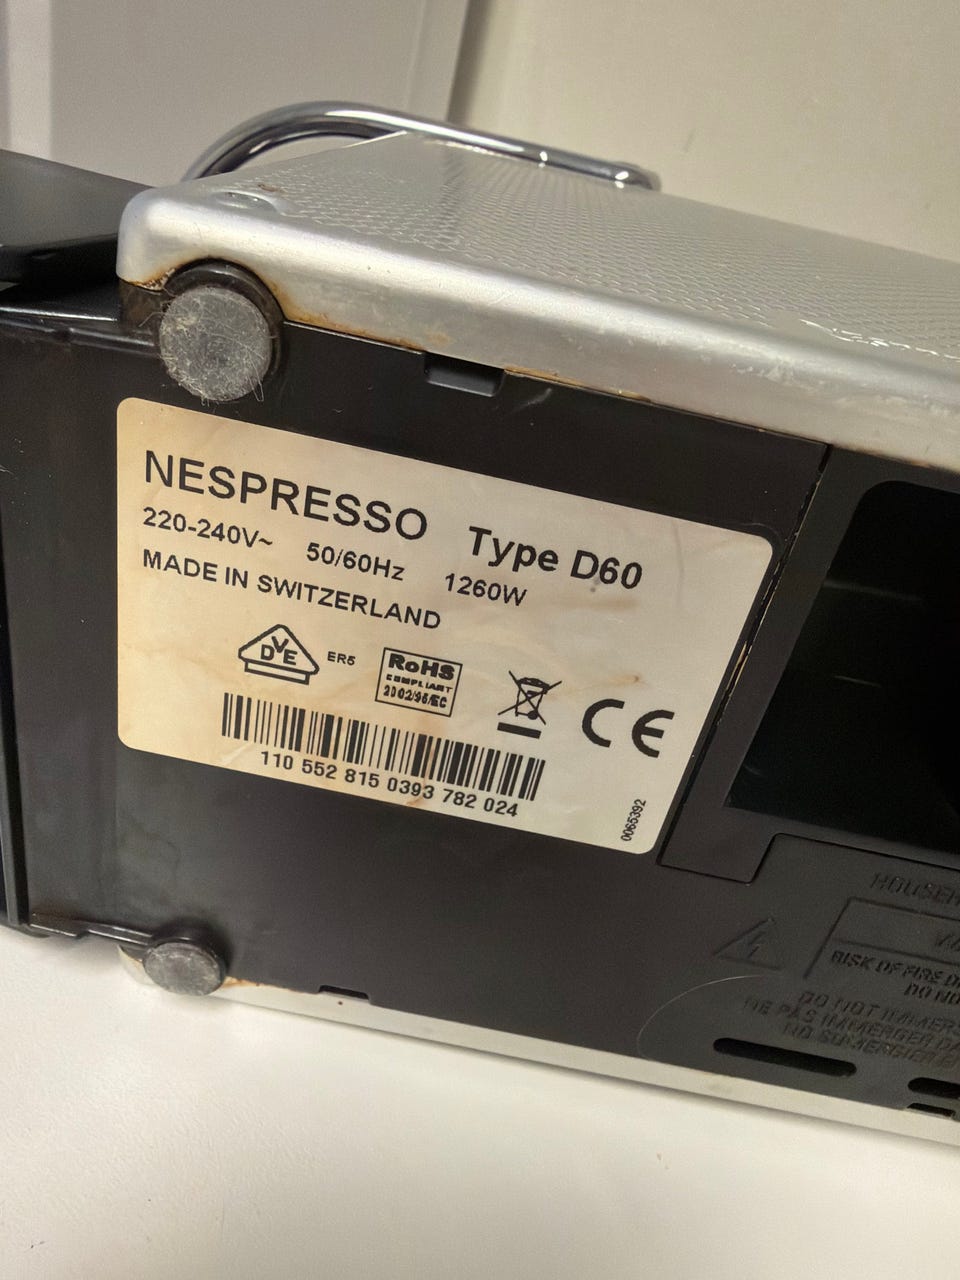 NESPRESSO Type D60
220-240V~ 50/60Hz 1260W
MADE IN SWITZERLAND
DVE ER5
RoHS
COMPLIANT
2002/95/EC
CE
110 552 815 0393 782 024
0065392
RISK OF FIRE
DO NOT
NE PAS IMMERGER
NO